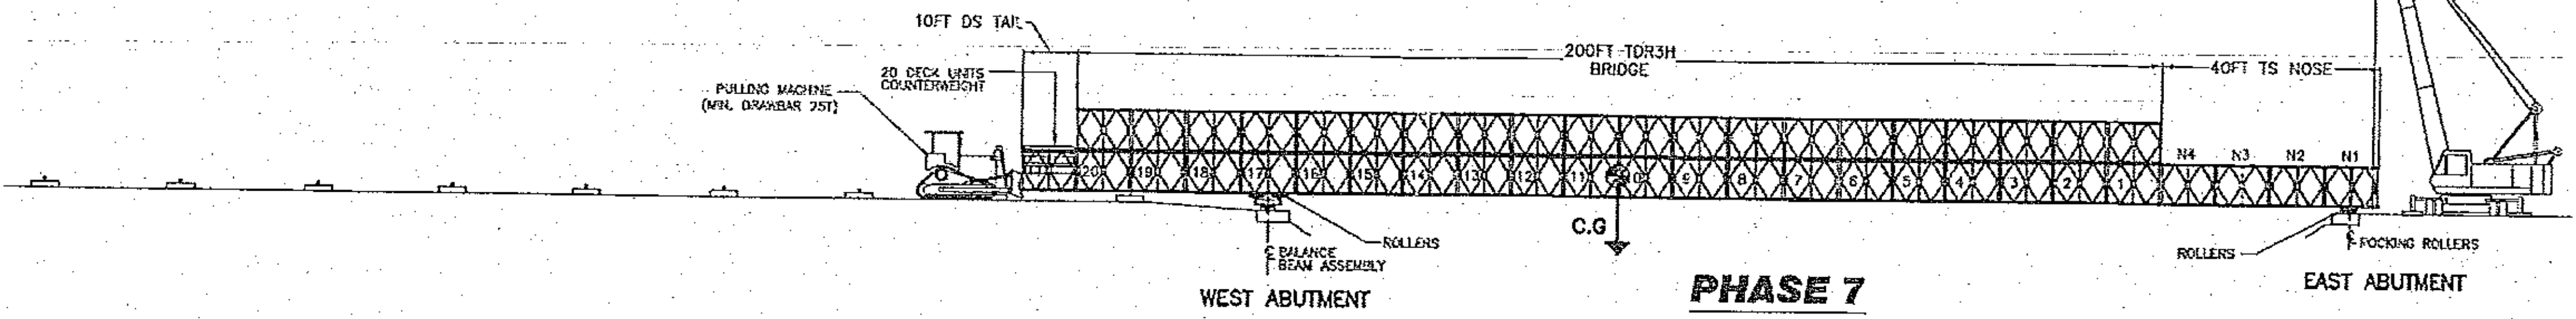 10FT DS TAIL
200FT TDR3H
BRIDGE
40FT TS NOSE
20 DECK UNITS
COUNTERWEIGHT
PULLING MACHINE
(MIN. DRAWBAR 25T)
N4 N3 N2 N1
20 19 18 17 16 15 14 13 12 11 10 9 8 7 6 5 4 3 2 1
C.G
ROLLERS
ROLLERS
℄ ROCKING ROLLERS
℄ BALANCE
BEAM ASSEMBLY
WEST ABUTMENT
PHASE 7
EAST ABUTMENT